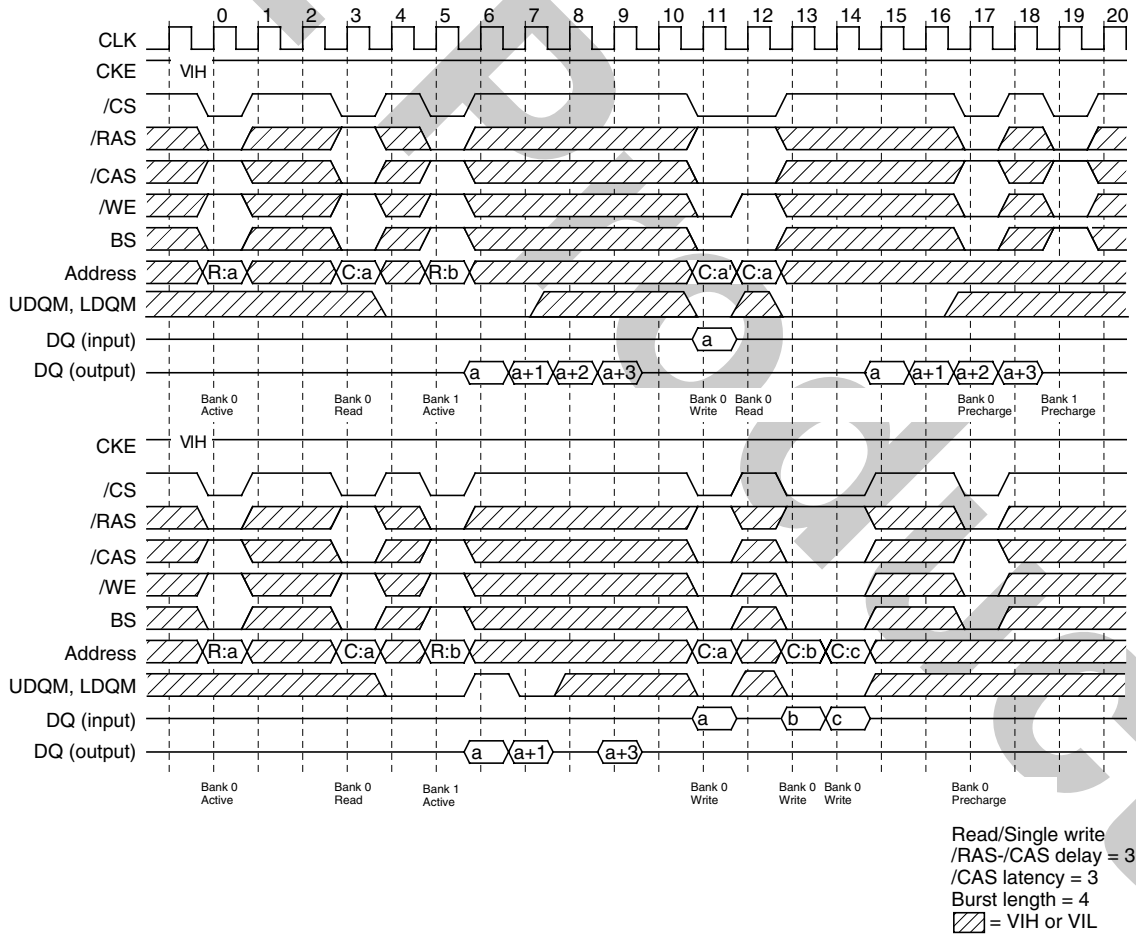 0 1 2 3 4 5 6 7 8 9 10 11 12 13 14 15 16 17 18 19 20
CLK
CKE VIH
/CS
/RAS
/CAS
/WE
BS
Address R:a C:a R:b C:a' C:a
UDQM, LDQM
DQ (input) a
DQ (output) a a+1 a+2 a+3 a a+1 a+2 a+3
Bank 0 Bank 0 Bank 1 Bank 0 Bank 0 Bank 0 Bank 1
Active Read Active Write Read Precharge Precharge
CKE VIH
/CS
/RAS
/CAS
/WE
BS
Address R:a C:a R:b C:a C:b C:c
UDQM, LDQM
DQ (input) a b c
DQ (output) a a+1 a+3
Bank 0 Bank 0 Bank 1 Bank 0 Bank 0 Bank 0 Bank 0
Active Read Active Write Write Write Precharge
Read/Single write
/RAS-/CAS delay = 3
/CAS latency = 3
Burst length = 4
= VIH or VIL